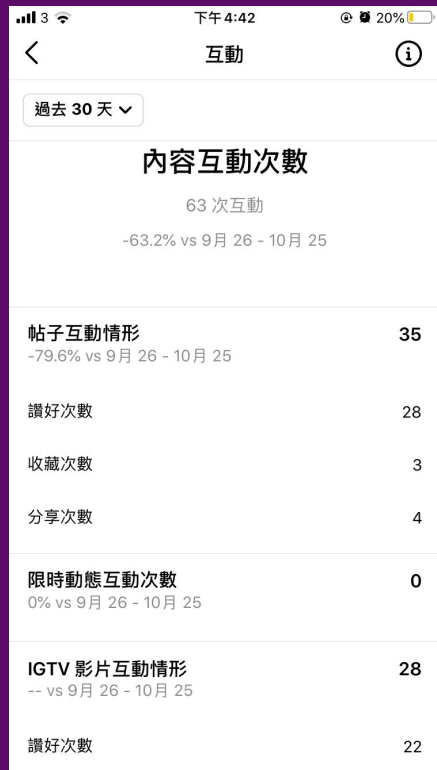 3 下午4:42 20%
互動
過去 30 天
內容互動次數
63 次互動
-63.2% vs 9月 26 - 10月 25
帖子互動情形 35
-79.6% vs 9月 26 - 10月 25
讚好次數 28
收藏次數 3
分享次數 4
限時動態互動次數 0
0% vs 9月 26 - 10月 25
IGTV 影片互動情形 28
-- vs 9月 26 - 10月 25
讚好次數 22